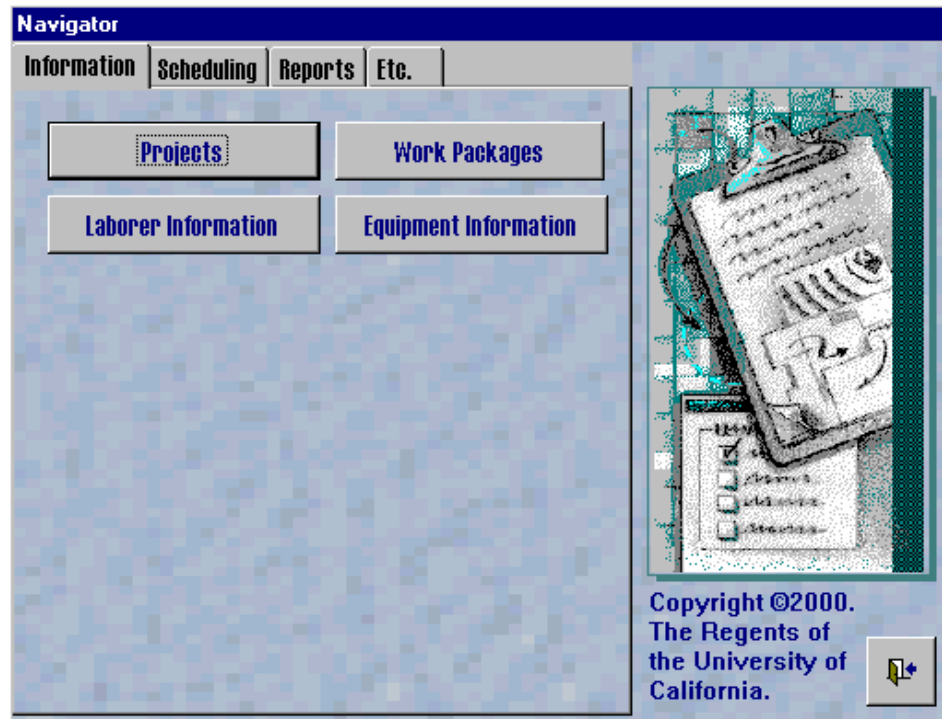 Navigator
Information Scheduling Reports Etc.
Projects Work Packages
Laborer Information Equipment Information
Copyright ©2000.
The Regents of
the University of
California.